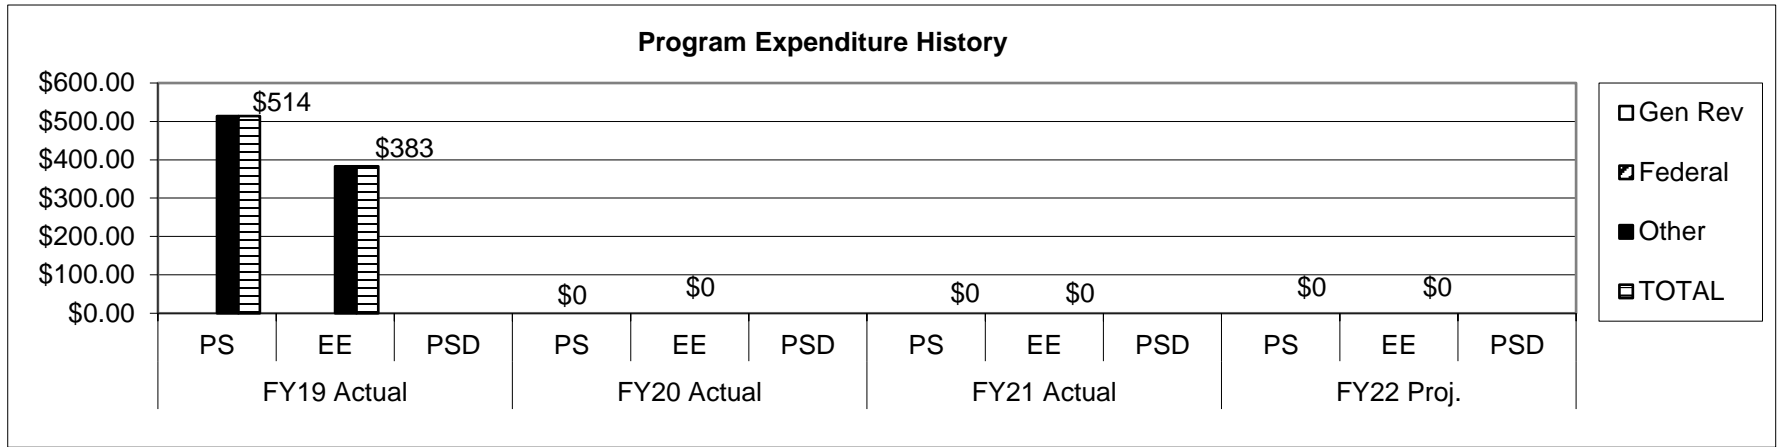 Program Expenditure History
$600.00
$500.00
$400.00
$300.00
$200.00
$100.00
$0.00
$514
$383
$0
$0
$0
$0
$0
$0
PS EE PSD PS EE PSD PS EE PSD PS EE PSD
FY19 Actual FY20 Actual FY21 Actual FY22 Proj.
Gen Rev
Federal
Other
TOTAL